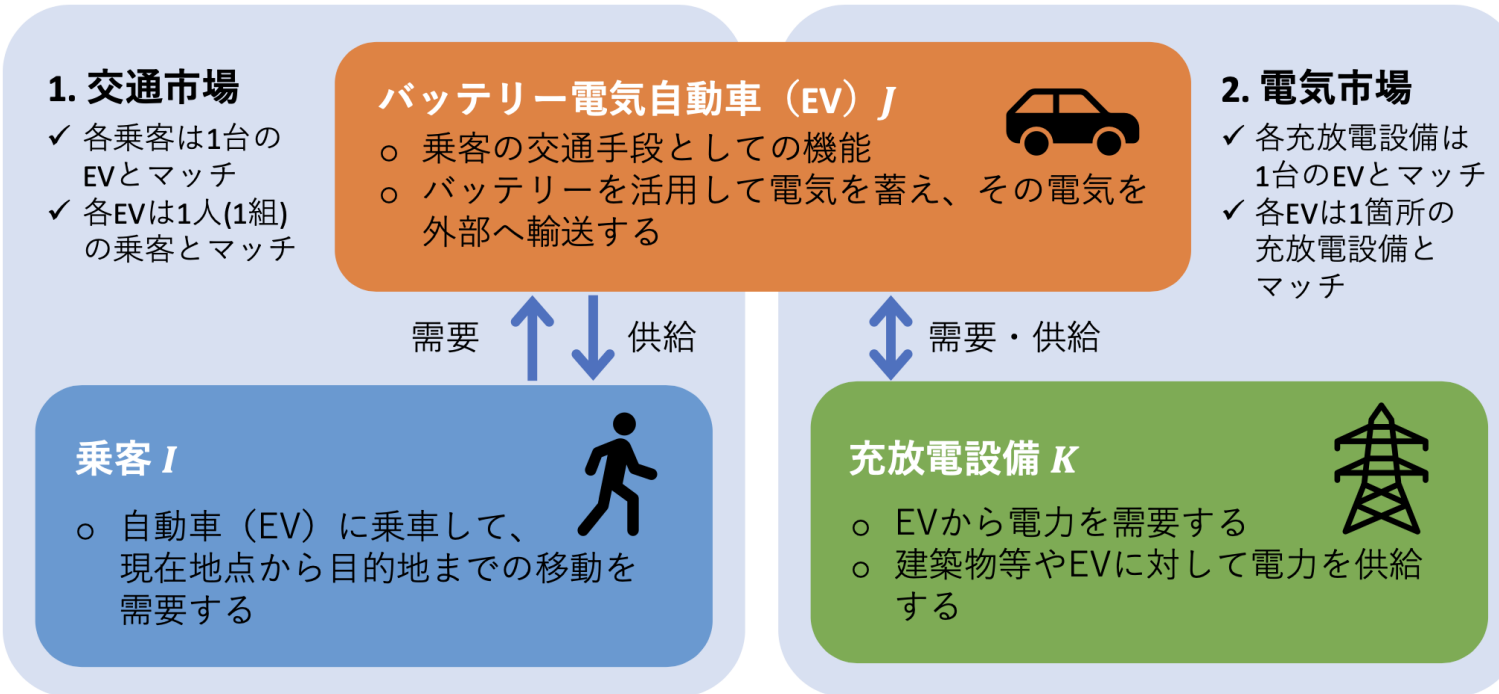 1. 交通市場
✓ 各乗客は1台の
EVとマッチ
✓ 各EVは1人(1組)
の乗客とマッチ
バッテリー電気自動車（EV）J
○ 乗客の交通手段としての機能
○ バッテリーを活用して電気を蓄え、その電気を
外部へ輸送する
2. 電気市場
✓ 各充放電設備は
1台のEVとマッチ
✓ 各EVは1箇所の
充放電設備と
マッチ
需要
供給
需要・供給
乗客 I
○ 自動車（EV）に乗車して、
現在地点から目的地までの移動を
需要する
充放電設備 K
○ EVから電力を需要する
○ 建築物等やEVに対して電力を供給
する